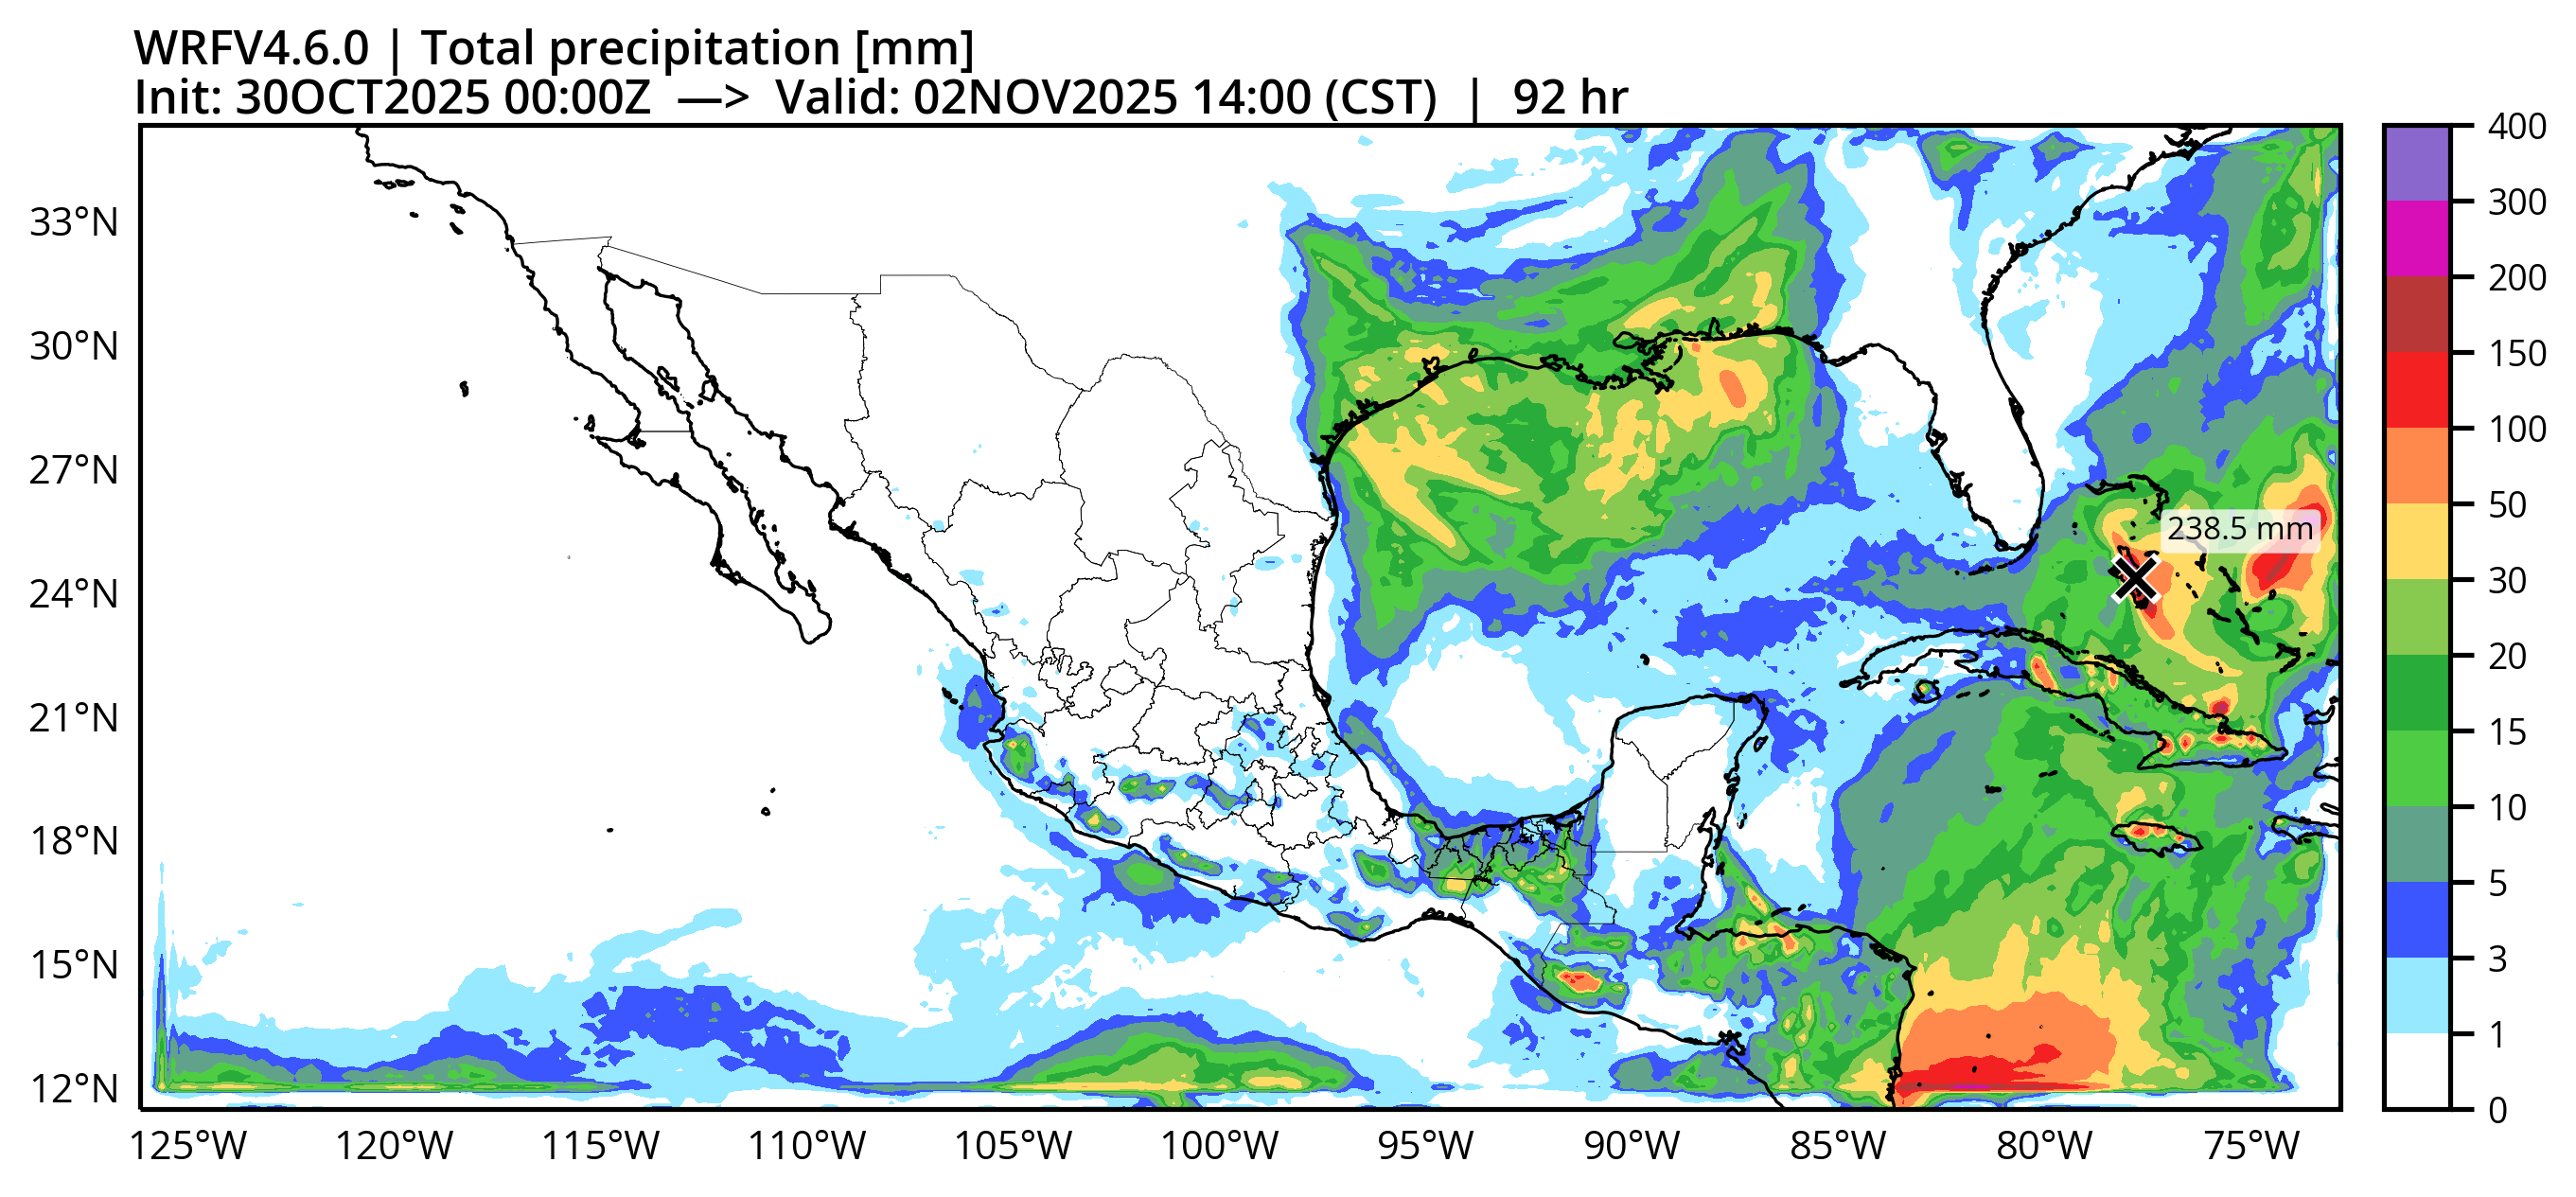 WRFV4.6.0 | Total precipitation [mm]
Init: 30OCT2025 00:00Z —> Valid: 02NOV2025 14:00 (CST) | 92 hr
33°N
30°N
27°N
24°N
21°N
18°N
15°N
12°N
125°W 120°W 115°W 110°W 105°W 100°W 95°W 90°W 85°W 80°W 75°W
238.5 mm
400
300
200
150
100
50
30
20
15
10
5
3
1
0